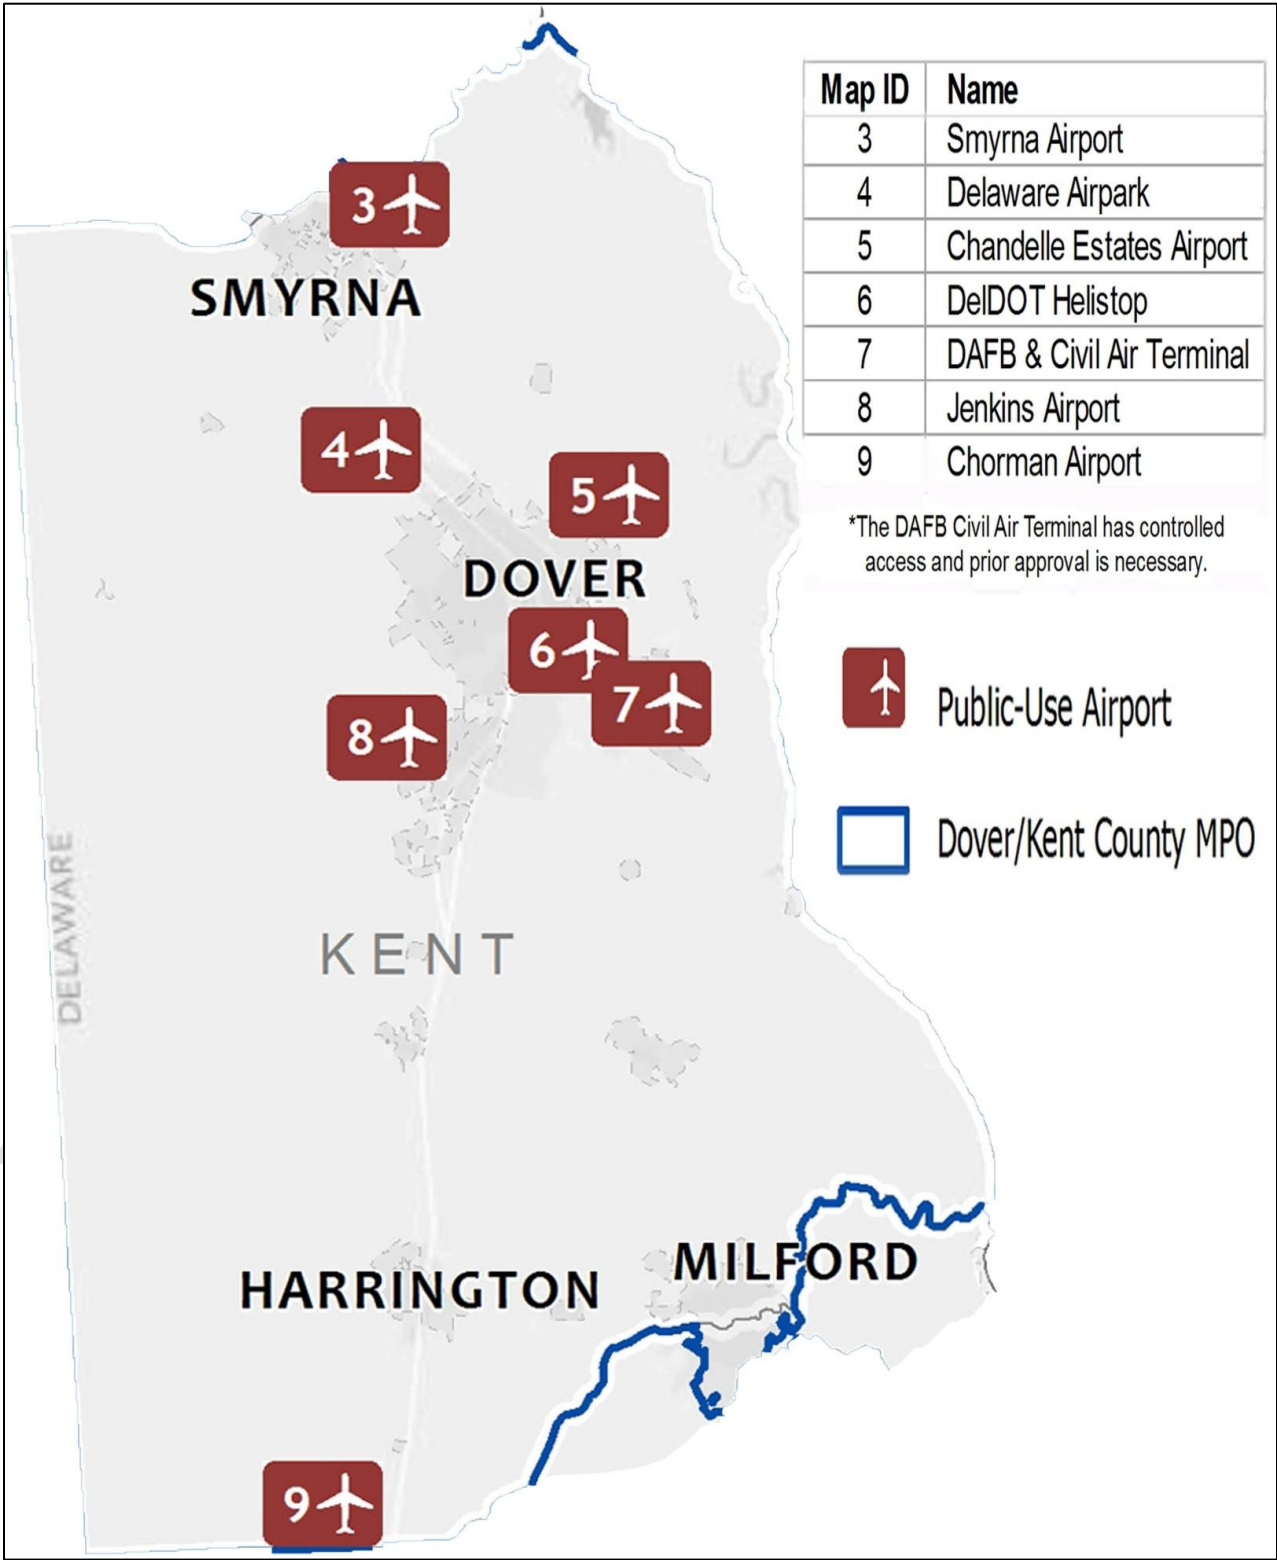 Map ID Name
3 Smyrna Airport
4 Delaware Airpark
5 Chandelle Estates Airport
6 DelDOT Helistop
7 DAFB & Civil Air Terminal
8 Jenkins Airport
9 Chorman Airport
*The DAFB Civil Air Terminal has controlled
access and prior approval is necessary.
Public-Use Airport
Dover/Kent County MPO
3
SMYRNA
4
5
DOVER
6
7
8
DELAWARE
KENT
MILFORD
HARRINGTON
9